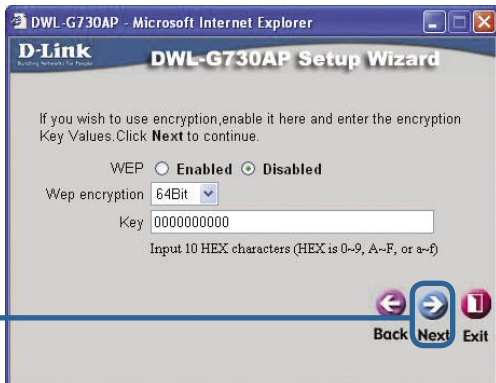 DWL-G730AP - Microsoft Internet Explorer
D-Link
Building Networks for People
DWL-G730AP Setup Wizard
If you wish to use encryption,enable it here and enter the encryption
Key Values.Click Next to continue.
WEP Enabled Disabled
Wep encryption 64Bit
Key 0000000000
Input 10 HEX characters (HEX is 0~9, A~F, or a~f)
Back Next Exit